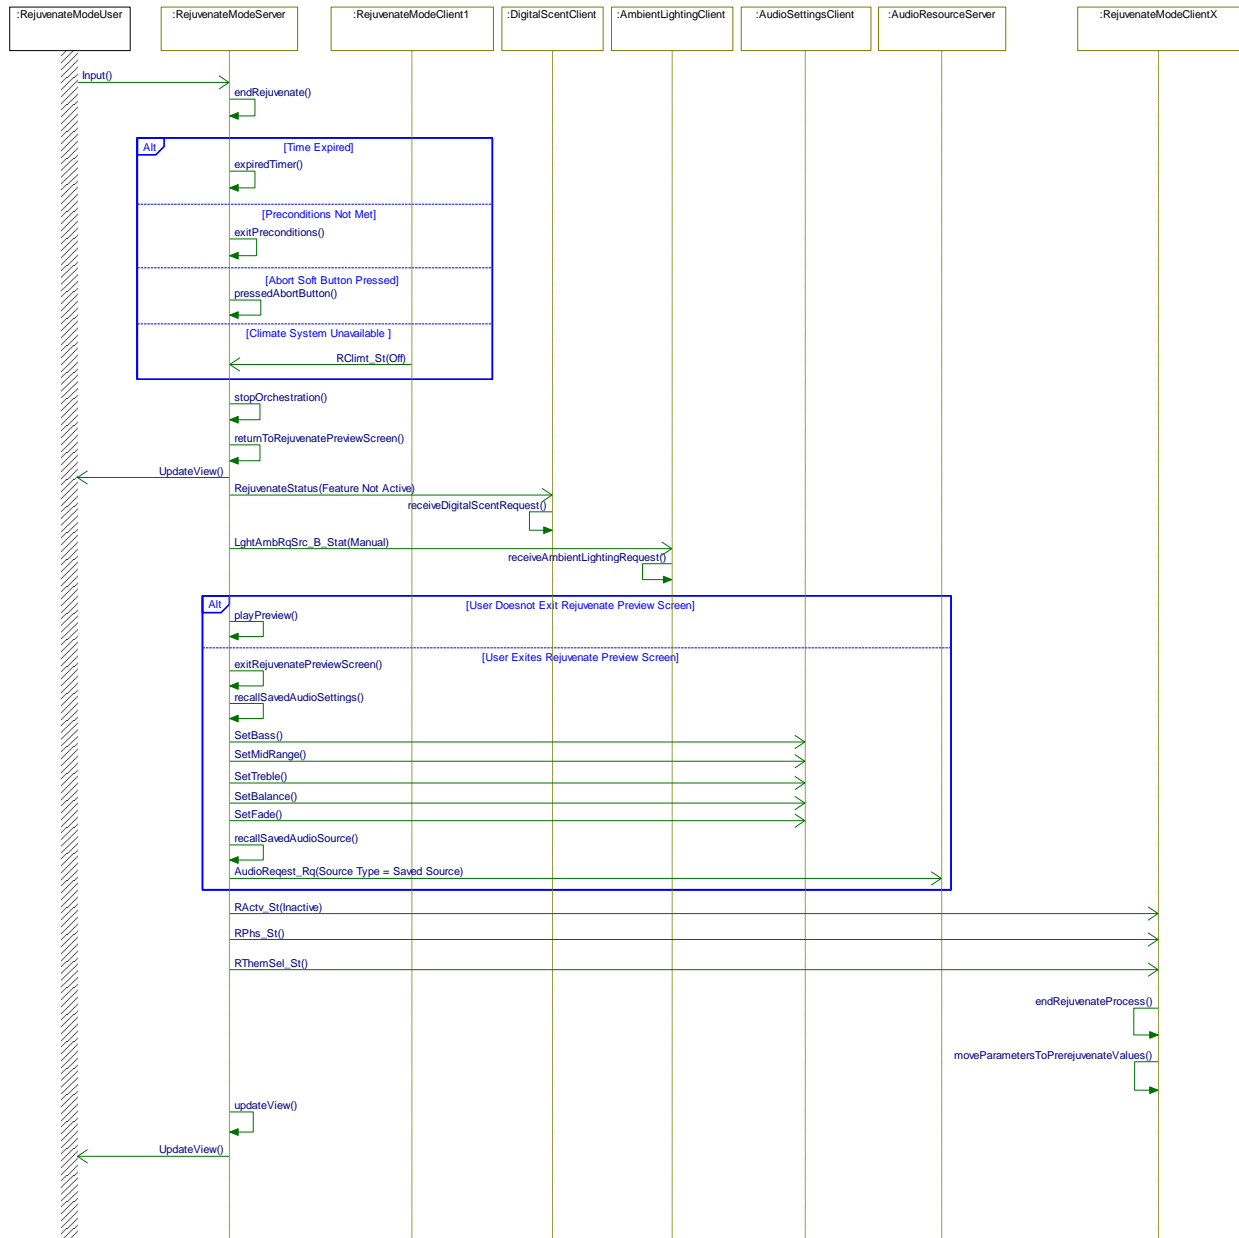 :RejuvenateModeUser
:RejuvenateModeServer
:RejuvenateModeClient1
:DigitalScentClient
:AmbientLightingClient
:AudioSettingsClient
:AudioResourceServer
:RejuvenateModeClientX
Input()
endRejuvenate()
Alt
[Time Expired]
expiredTimer()
[Preconditions Not Met]
exitPreconditions()
[Abort Soft Button Pressed]
pressedAbortButton()
[Climate System Unavailable ]
RClimt_St(Off)
stopOrchestration()
returnToRejuvenatePreviewScreen()
UpdateView()
RejuvenateStatus(Feature Not Active)
receiveDigitalScentRequest()
LghtAmbRqSrc_B_Stat(Manual)
receiveAmbientLightingRequest()
Alt
[User Doesnot Exit Rejuvenate Preview Screen]
playPreview()
[User Exites Rejuvenate Preview Screen]
exitRejuvenatePreviewScreen()
recallSavedAudioSettings()
SetBass()
SetMidRange()
SetTreble()
SetBalance()
SetFade()
recallSavedAudioSource()
AudioReqest_Rq(Source Type = Saved Source)
RActv_St(Inactive)
RPhs_St()
RThemSel_St()
endRejuvenateProcess()
moveParametersToPrerejuvenateValues()
updateView()
UpdateView()